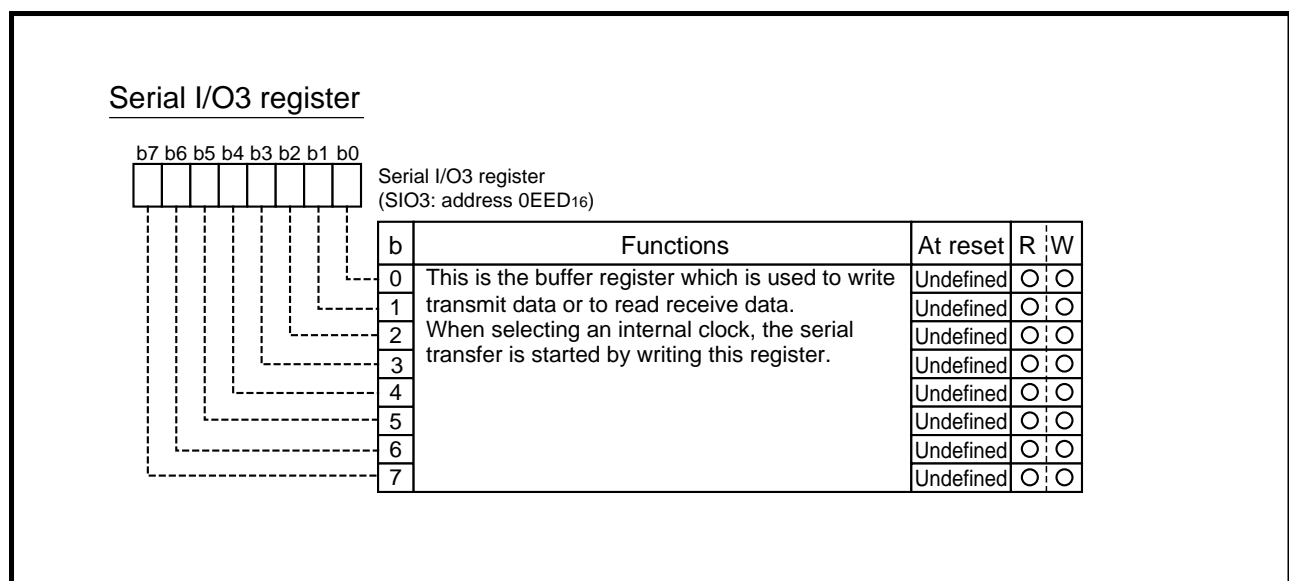 Serial I/O3 register
b7 b6 b5 b4 b3 b2 b1 b0
Serial I/O3 register
(SIO3: address 0EED16)
b Functions At reset R W
0 This is the buffer register which is used to write Undefined O O
1 transmit data or to read receive data. Undefined O O
2 When selecting an internal clock, the serial Undefined O O
3 transfer is started by writing this register. Undefined O O
4 Undefined O O
5 Undefined O O
6 Undefined O O
7 Undefined O O